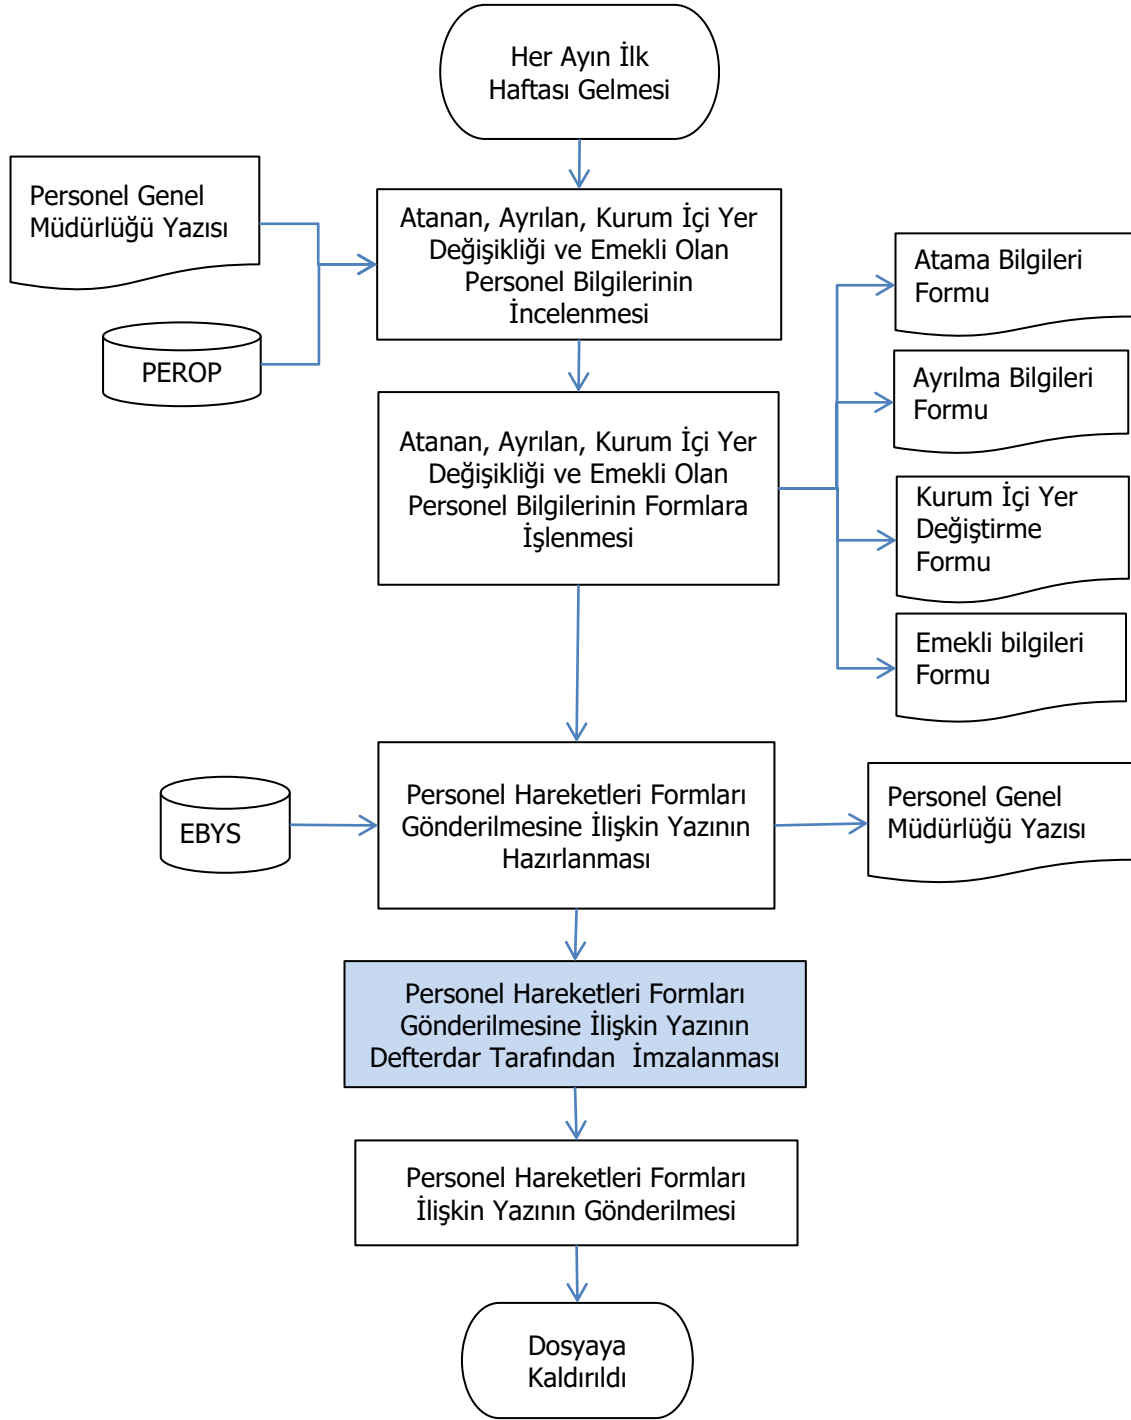 Her Ayın İlk
Haftası Gelmesi
Personel Genel
Müdürlüğü Yazısı
PEROP
Atanan, Ayrılan, Kurum İçi Yer
Değişikliği ve Emekli Olan
Personel Bilgilerinin
İncelenmesi
Atanan, Ayrılan, Kurum İçi Yer
Değişikliği ve Emekli Olan
Personel Bilgilerinin Formlara
İşlenmesi
Atama Bilgileri
Formu
Ayrılma Bilgileri
Formu
Kurum İçi Yer
Değiştirme
Formu
Emekli bilgileri
Formu
EBYS
Personel Hareketleri Formları
Gönderilmesine İlişkin Yazının
Hazırlanması
Personel Genel
Müdürlüğü Yazısı
Personel Hareketleri Formları
Gönderilmesine İlişkin Yazının
Defterdar Tarafından  İmzalanması
Personel Hareketleri Formları
İlişkin Yazının Gönderilmesi
Dosyaya
Kaldırıldı